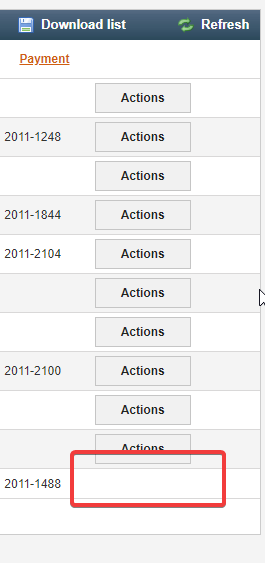 Download list Refresh
Payment
Actions
2011-1248 Actions
Actions
2011-1844 Actions
2011-2104 Actions
Actions
Actions
2011-2100 Actions
Actions
Actions
2011-1488